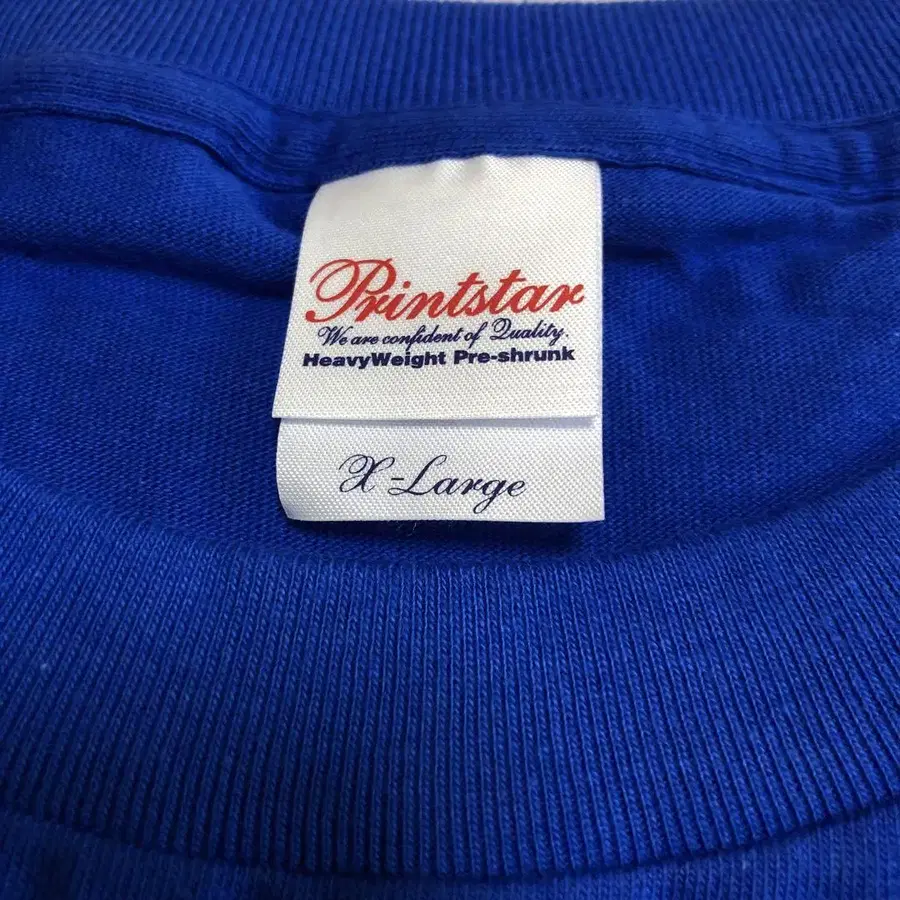 Printstar
We are confident of Quality.
HeavyWeight Pre-shrunk
X-Large